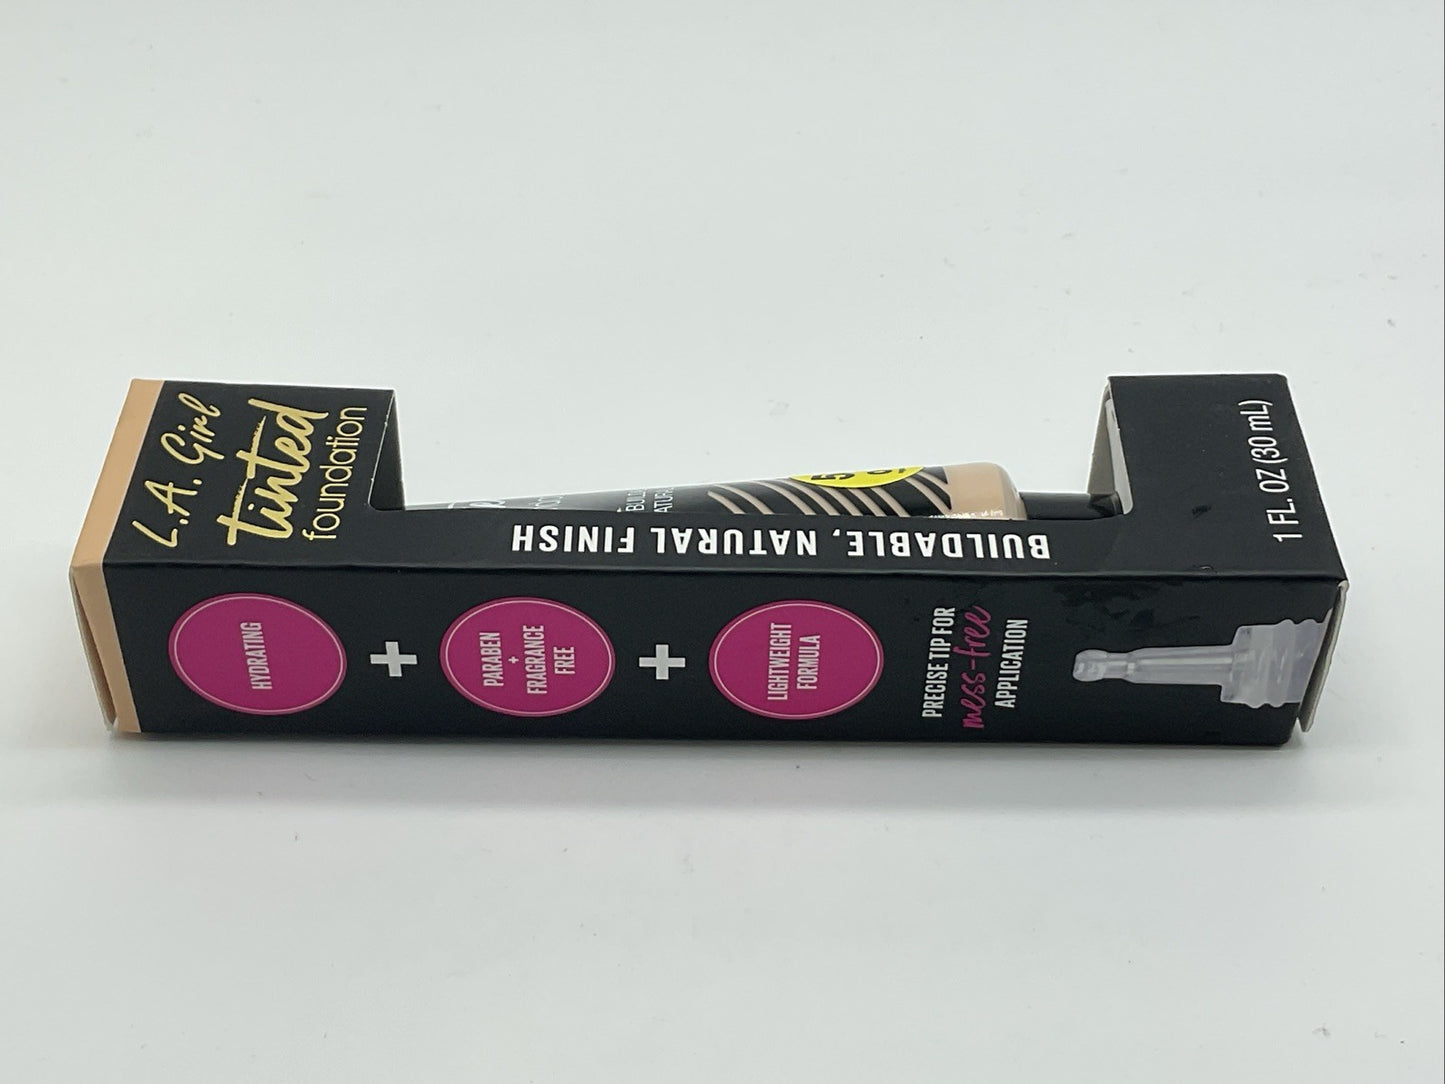 L.A. Girl
tinted
foundation
BUILDABLE, NATURAL FINISH
1 FL. OZ (30 mL)
HYDRATING
+
PARABEN
+
FRAGRANCE
FREE
+
LIGHTWEIGHT
FORMULA
PRECISE TIP FOR
mess-free
APPLICATION